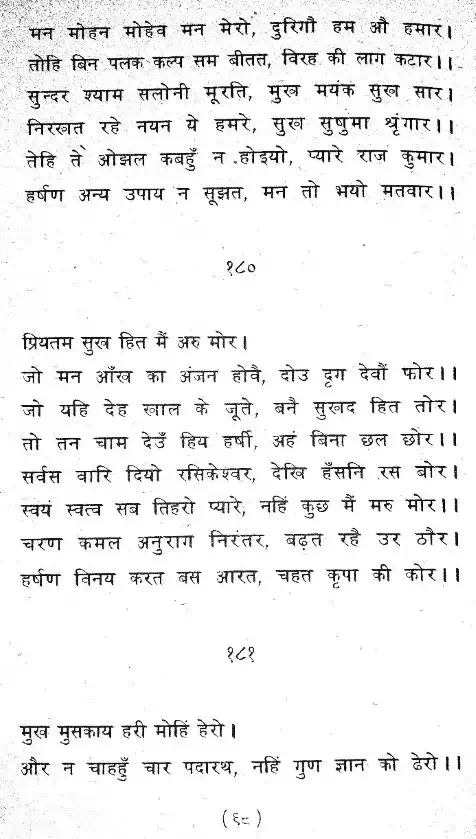 मन मोहन मोहेव मन मेरो, दुरिगौ हम औ हमार।
तोहि बिन पलक कल्प सम बीतत, विरह की लाग कटार।।
सुन्दर श्याम सलोनी मूरति, मुख मयंक सुख सार।
निरखत रहे नयन ये हमरे, सुख सुषुमा श्रृंगार।।
तेहि ते ओझल कबहुँ न होइयो, प्यारे राज कुमार।
हर्षण अन्य उपाय न सूझत, मन तो भयो मतवार।।
१८०
प्रियतम सुख हित मैं अरु मोर।
जो मन आँख का अंजन होवै, दोउ दृग देवौं फोर।।
जो यहि देह खाल के जूते, बनै सुखद हित तोर।
तो तन चाम देउँ हिय हर्षी, अहं बिना छल छोर।।
सर्वस वारि दियो रसिकेश्वर, देखि हँसनि रस बोर।
स्वयं स्वत्व सब तिहरो प्यारे, नहिं कुछ मैं मरु मोर।।
चरण कमल अनुराग निरंतर, बढ़त रहै उर ठौर।
हर्षण विनय करत बस आरत, चहत कृपा की कोर।।
१८१
मुख मुसकाय हरी मोहिं हेरो।
और न चाहहुँ चार पदारथ, नहिं गुण ज्ञान को ढेरो।।
(६८)